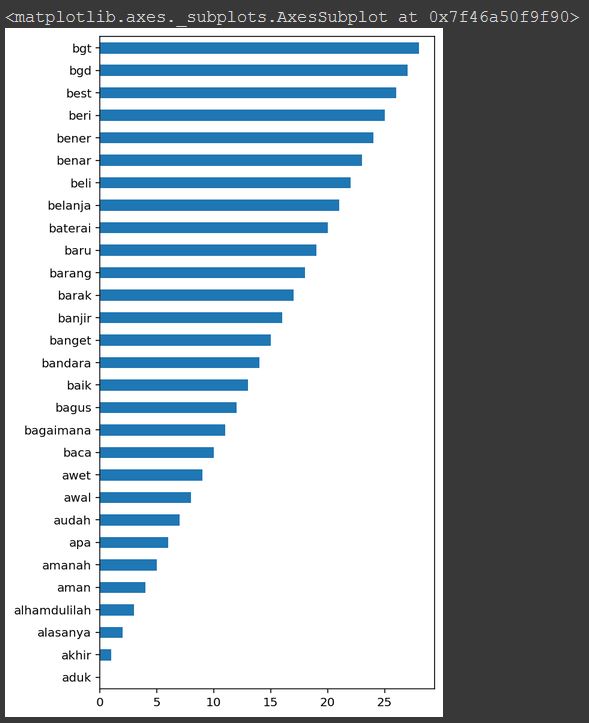 <matplotlib.axes._subplots.AxesSubplot at 0x7f46a50f9f90>
bgt
bgd
best
beri
bener
benar
beli
belanja
baterai
baru
barang
barak
banjir
banget
bandara
baik
bagus
bagaimana
baca
awet
awal
audah
apa
amanah
aman
alhamdulilah
alasanya
akhir
aduk
0 5 10 15 20 25